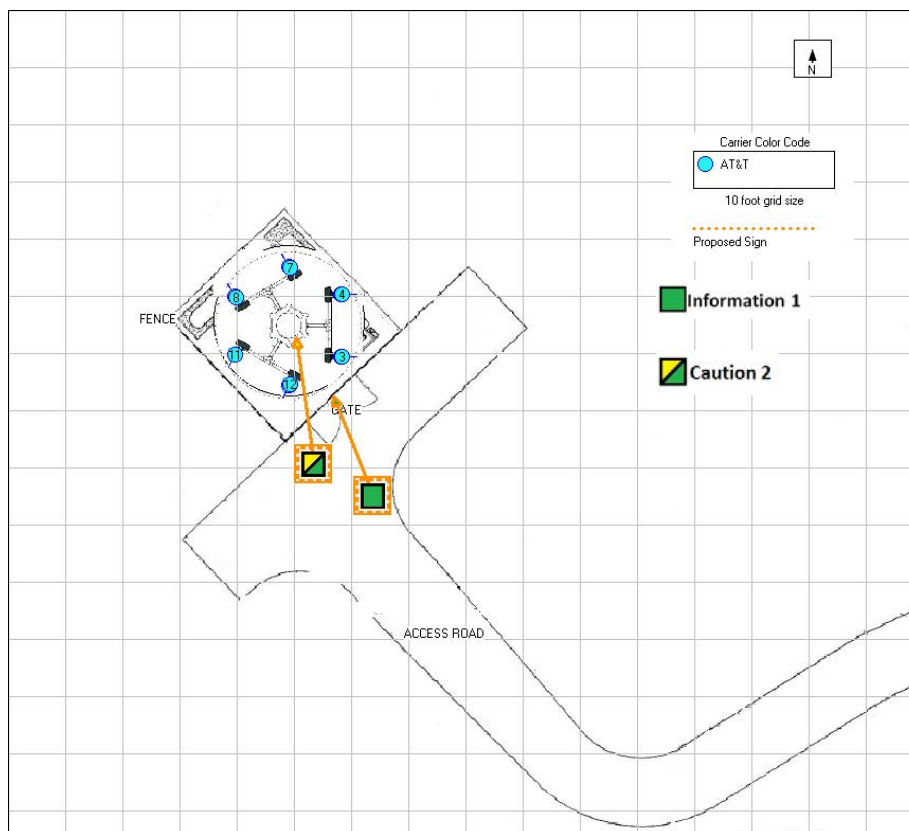 N
Carrier Color Code
AT&T
10 foot grid size
Proposed Sign
Information 1
Caution 2
7
8
4
FENCE
11
3
12
GATE
ACCESS ROAD